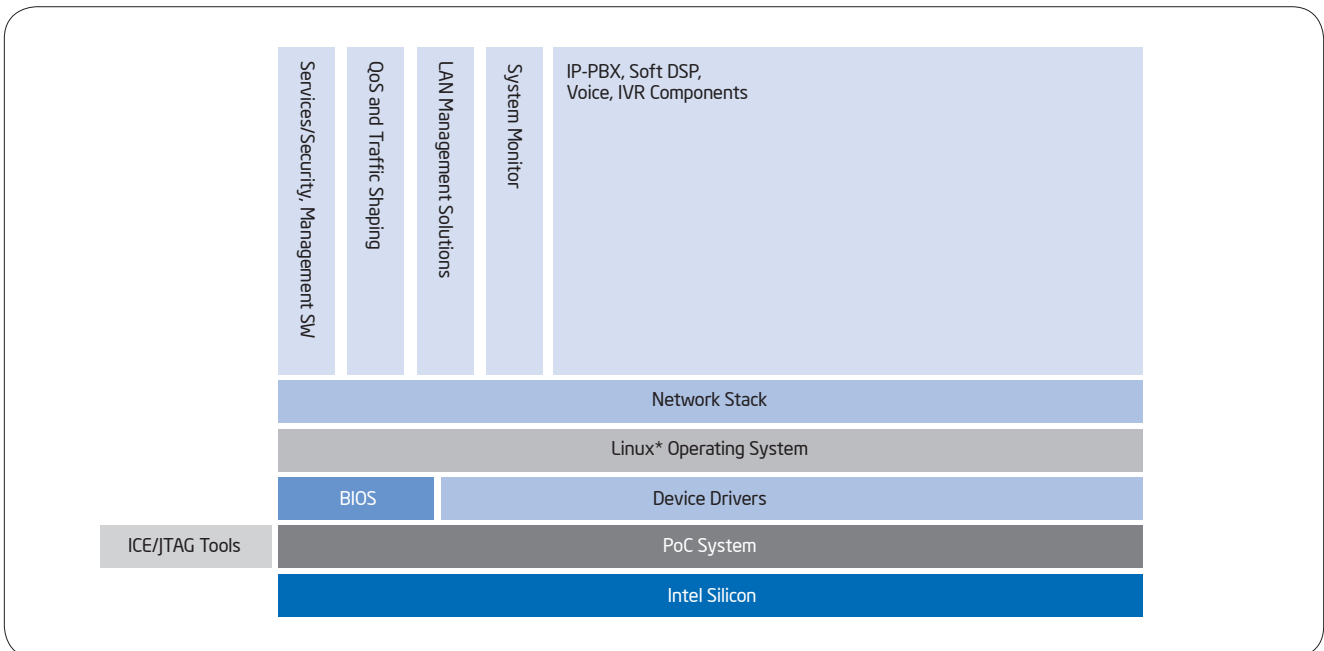 Services/Security, Management SW
QoS and Traffic Shaping
LAN Management Solutions
System Monitor
IP-PBX, Soft DSP,
Voice, IVR Components
Network Stack
Linux* Operating System
BIOS
Device Drivers
ICE/JTAG Tools
PoC System
Intel Silicon